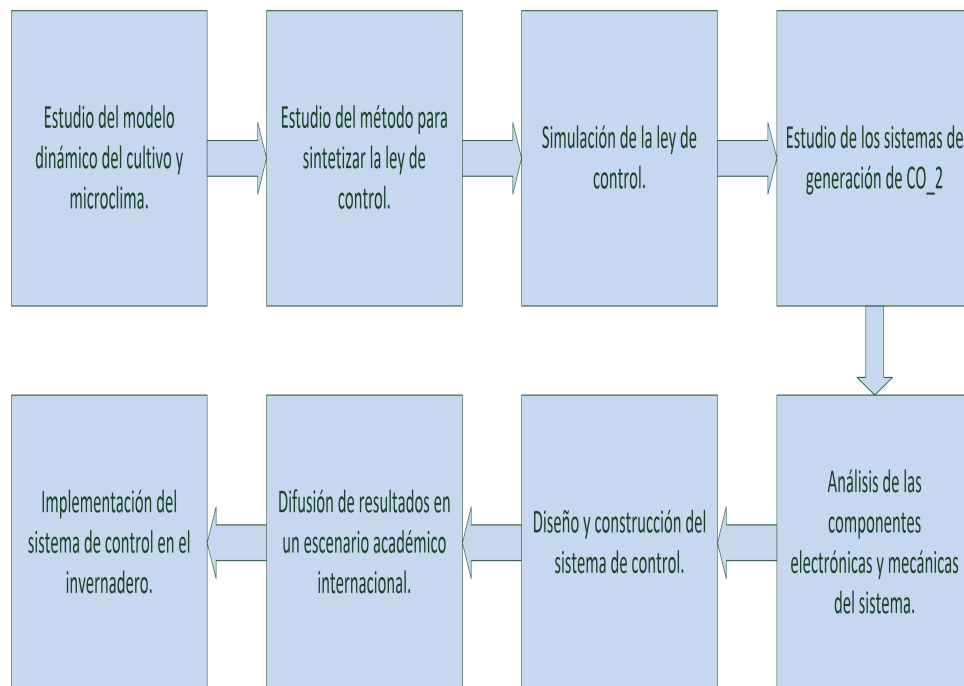 Estudio del modelo
dinámico del cultivo y
microclima.
Estudio del método para
sintetizar la ley de
control.
Simulación de la ley de
control.
Estudio de los sistemas de
generación de CO_2
Análisis de las
componentes
electrónicas y mecánicas
del sistema.
Diseño y construcción del
sistema de control.
Difusión de resultados en
un escenario académico
internacional.
Implementación del
sistema de control en el
invernadero.